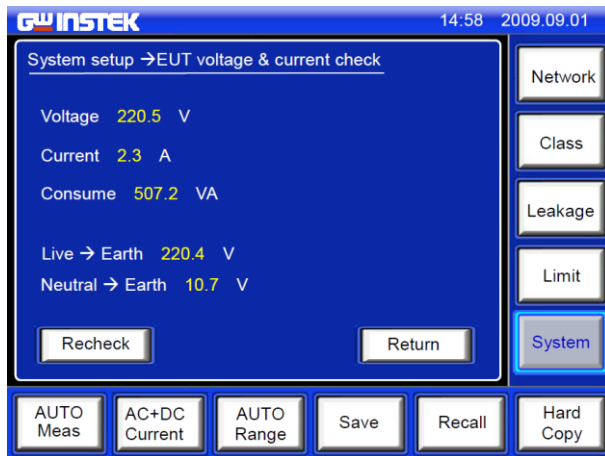 GWINSTEK 14:58 2009.09.01
System setup →EUT voltage & current check
Voltage 220.5 V
Current 2.3 A
Consume 507.2 VA
Live → Earth 220.4 V
Neutral → Earth 10.7 V
Recheck Return
Network
Class
Leakage
Limit
System
AUTO
Meas
AC+DC
Current
AUTO
Range
Save
Recall
Hard
Copy